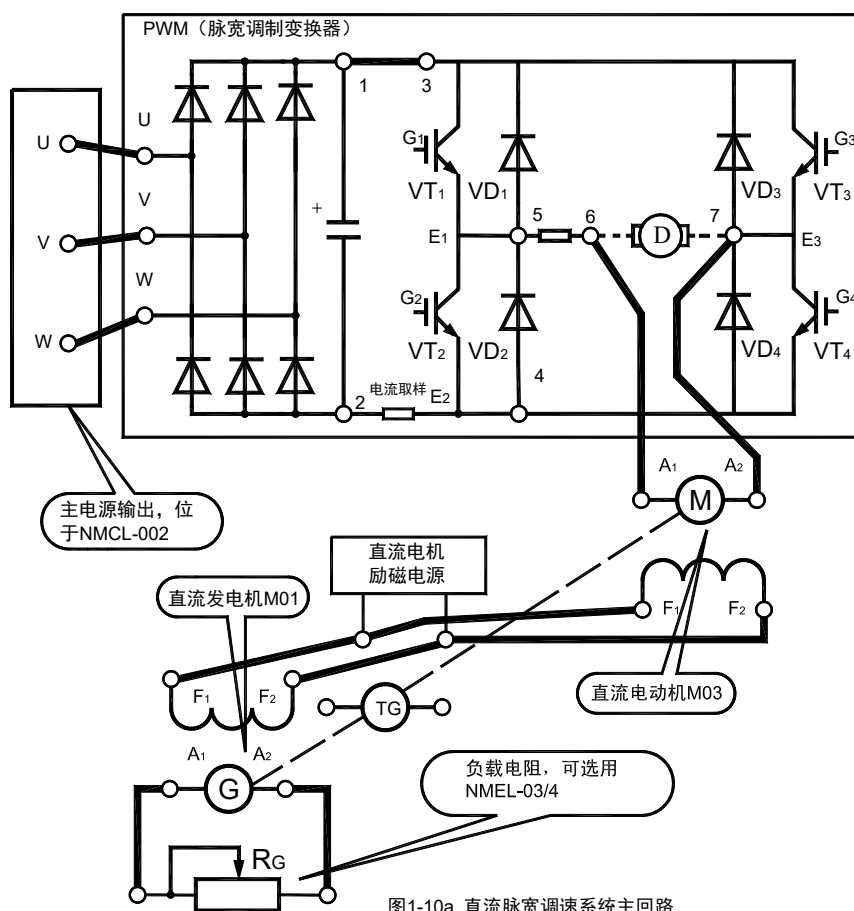 PWM（脉宽调制变换器）
U
V
W
U
V
W
1
3
+
2
电流取样
E2
4
G1
VT1
VD1
E1
5
6
D
7
G2
VT2
VD2
VD3
G3
VT3
E3
VD4
G4
VT4
主电源输出，位
于NMCL-002
A1
A2
M
直流电机
励磁电源
F1
F2
直流发电机M01
直流电动机M03
F1
F2
TG
A1
A2
G
负载电阻，可选用
NMEL-03/4
RG
图1-10a 直流脉宽调速系统主回路